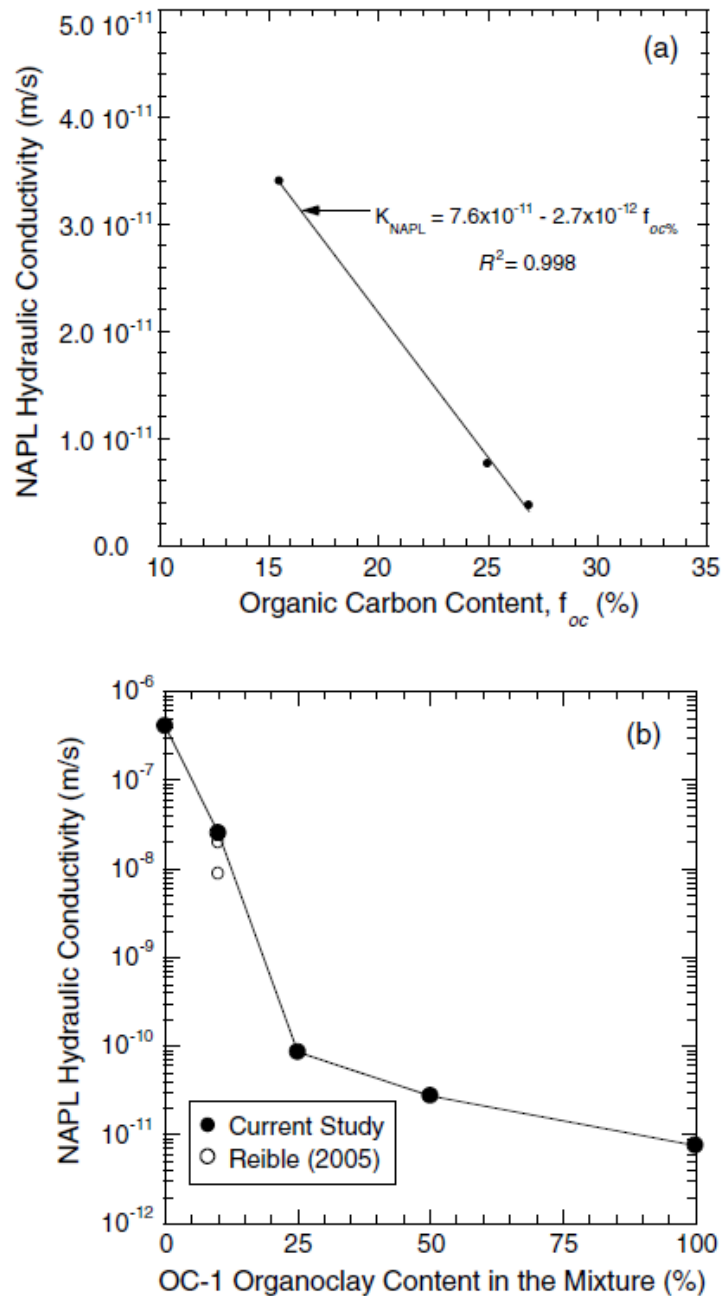 (a)
NAPL Hydraulic Conductivity (m/s)
5.0 10⁻¹¹
4.0 10⁻¹¹
3.0 10⁻¹¹
2.0 10⁻¹¹
1.0 10⁻¹¹
0.0
K_NAPL = 7.6x10⁻¹¹ - 2.7x10⁻¹² f_oc%
R² = 0.998
10 15 20 25 30 35
Organic Carbon Content, f_oc (%)
(b)
NAPL Hydraulic Conductivity (m/s)
10⁻⁶
10⁻⁷
10⁻⁸
10⁻⁹
10⁻¹⁰
10⁻¹¹
10⁻¹²
Current Study
Reible (2005)
0 25 50 75 100
OC-1 Organoclay Content in the Mixture (%)